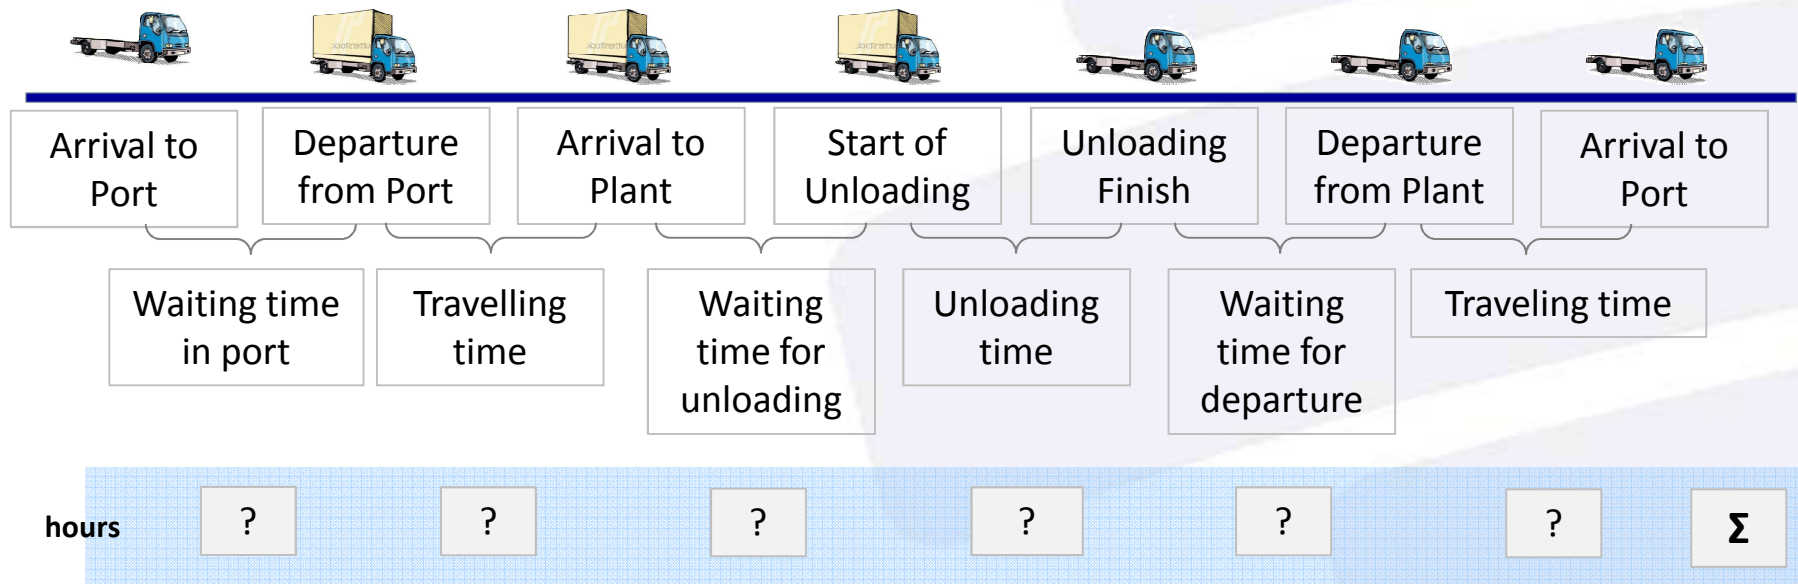 Arrival to
Port
Departure
from Port
Arrival to
Plant
Start of
Unloading
Unloading
Finish
Departure
from Plant
Arrival to
Port
Waiting time
in port
Travelling
time
Waiting
time for
unloading
Unloading
time
Waiting
time for
departure
Traveling time
hours
?
?
?
?
?
?
Σ